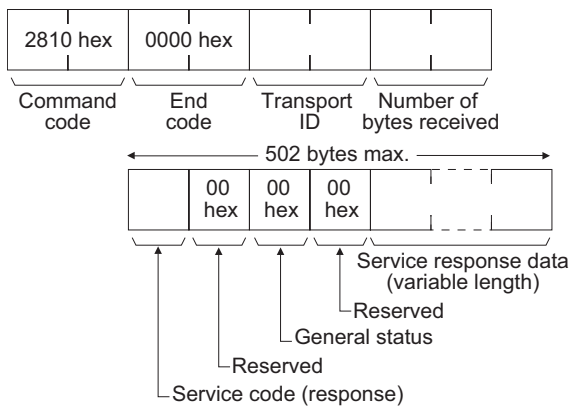 2810 hex
0000 hex
Command code
End code
Transport ID
Number of bytes received
502 bytes max.
00 hex
00 hex
00 hex
Service response data (variable length)
Reserved
General status
Reserved
Service code (response)